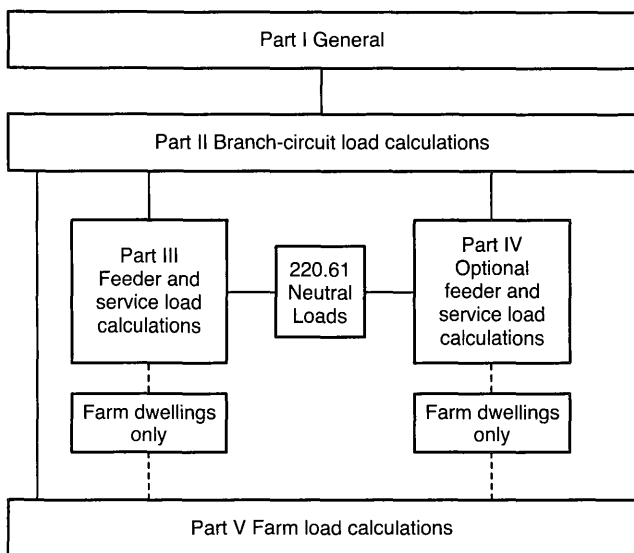 Part I General
Part II Branch-circuit load calculations
Part III
Feeder and
service load
calculations
220.61
Neutral
Loads
Part IV
Optional
feeder and
service load
calculations
Farm dwellings
only
Farm dwellings
only
Part V Farm load calculations